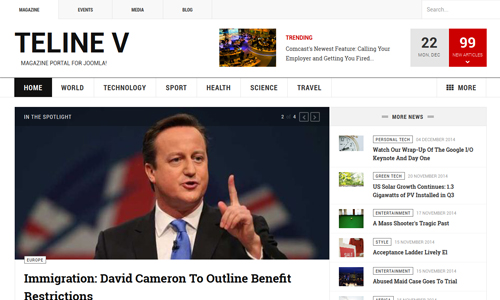 MAGAZINE EVENTS MEDIA BLOG Search...
TELINE V
MAGAZINE PORTAL FOR JOOMLA!
TRENDING
Comcast's Newest Feature: Calling Your
Employer and Getting You Fired...
22
MON, DEC
99
NEW ARTICLES
HOME WORLD TECHNOLOGY SPORT HEALTH SCIENCE TRAVEL MORE
IN THE SPOTLIGHT
2 of 4
EUROPE
Immigration: David Cameron To Outline Benefit
Restrictions
MORE NEWS
PERSONAL TECH 04 DECEMBER 2014
Watch Our Wrap-Up Of The Google I/O
Keynote And Day One
GREEN TECH 20 NOVEMBER 2014
US Solar Growth Continues: 1.3
Gigawatts of PV Installed in Q3
ENTERTAINMENT 17 NOVEMBER 2014
A Mass Shooter's Tragic Past
STYLE 13 NOVEMBER 2014
Acceptance Ladder Lively El
ENTERTAINMENT 13 NOVEMBER 2014
Abused Maid Case Goes To Trial
AFRICA NOVEMBER 2014